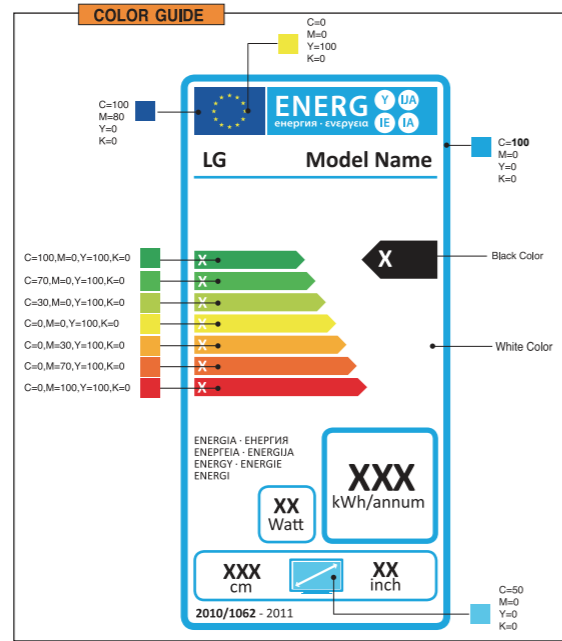 COLOR GUIDE
C=0
M=0
Y=100
K=0
C=100
M=80
Y=0
K=0
ENERG Y IJA
енергия · ενεργεια IE IA
C=100
M=0
Y=0
K=0
LG Model Name
C=100,M=0,Y=100,K=0 X
X Black Color
C=70,M=0,Y=100,K=0 X
C=30,M=0,Y=100,K=0 X
C=0,M=0,Y=100,K=0 X
C=0,M=30,Y=100,K=0 X
White Color
C=0,M=70,Y=100,K=0 X
C=0,M=100,Y=100,K=0 X
ENERGIA · ЕНЕРГИЯ
ΕΝΕΡΓΕΙΑ · ENERGIJA
ENERGY · ENERGIE
ENERGI
XXX
kWh/annum
XX
Watt
XXX
cm
XX
inch
C=50
M=0
Y=0
K=0
2010/1062 - 2011